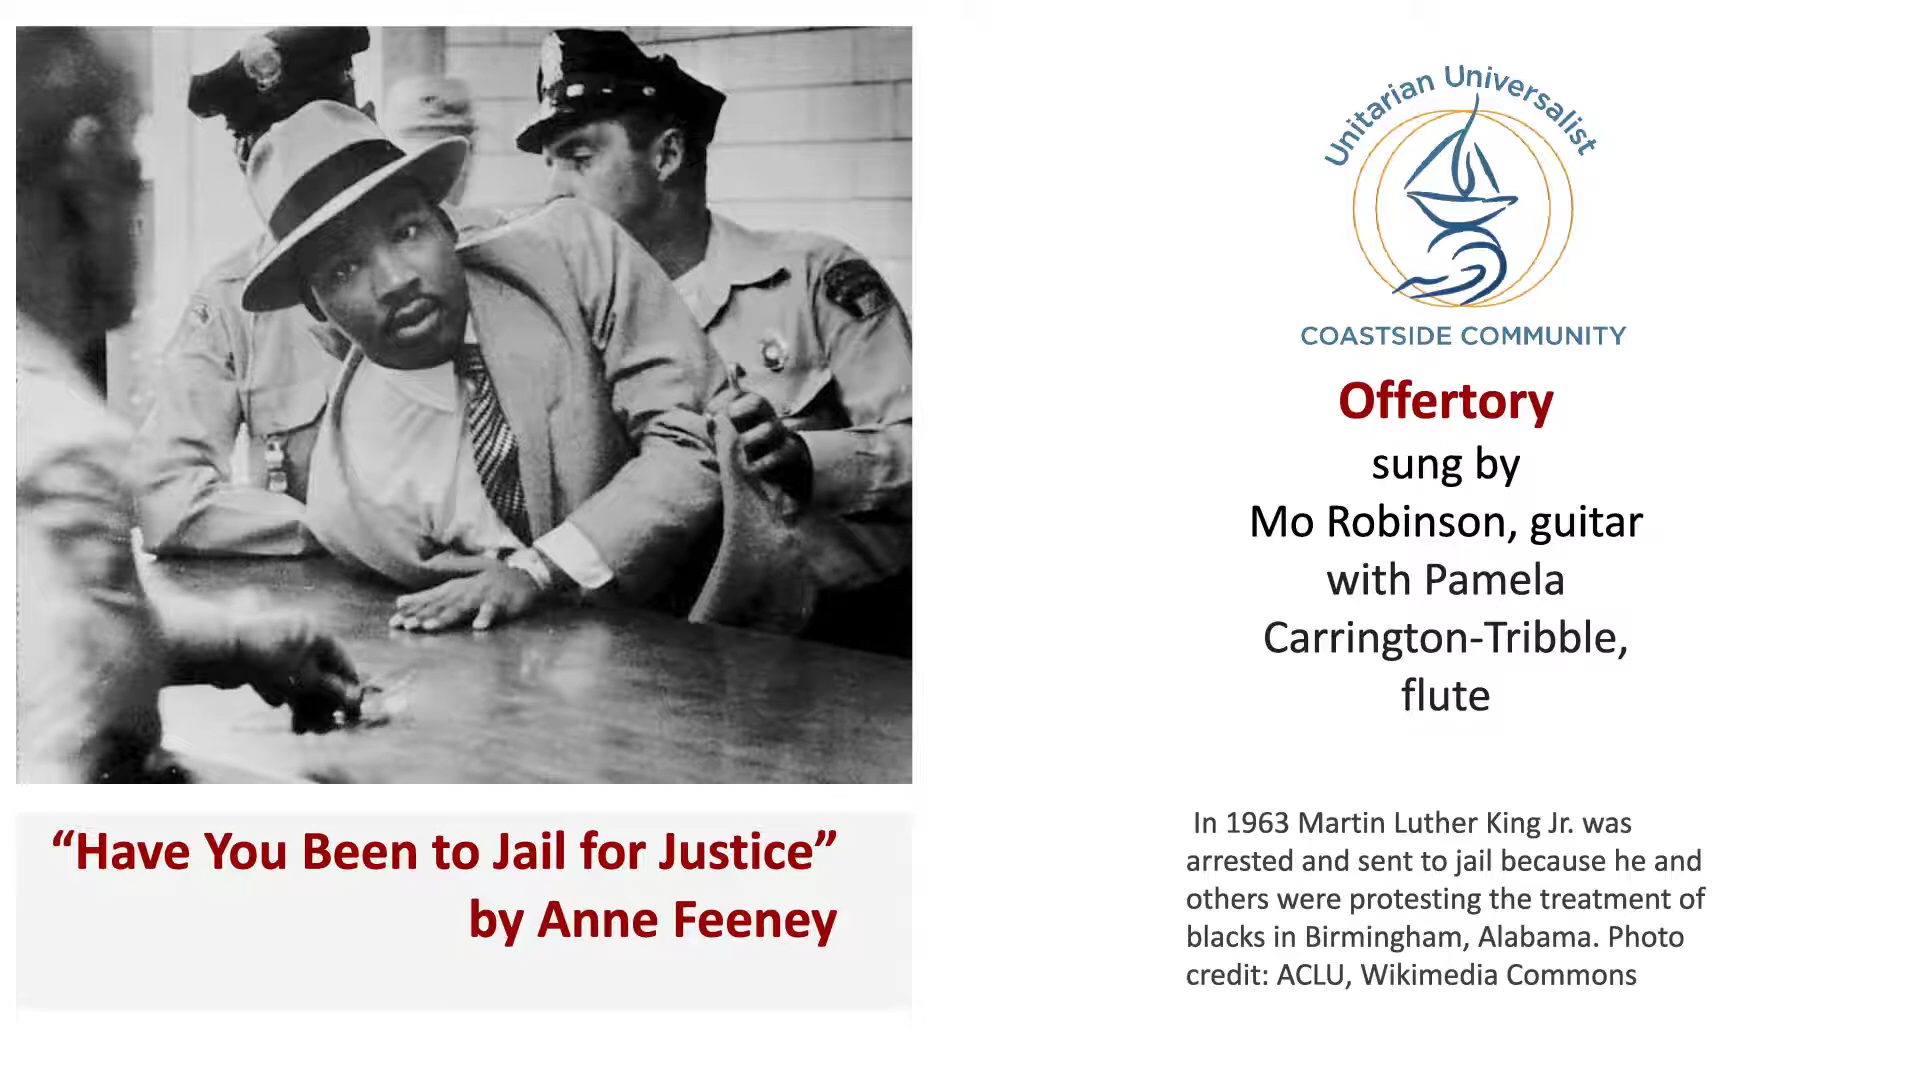 “Have You Been to Jail for Justice”
by Anne Feeney
Unitarian Universalist
COASTSIDE COMMUNITY
Offertory
sung by
Mo Robinson, guitar
with Pamela
Carrington-Tribble,
flute
In 1963 Martin Luther King Jr. was
arrested and sent to jail because he and
others were protesting the treatment of
blacks in Birmingham, Alabama. Photo
credit: ACLU, Wikimedia Commons